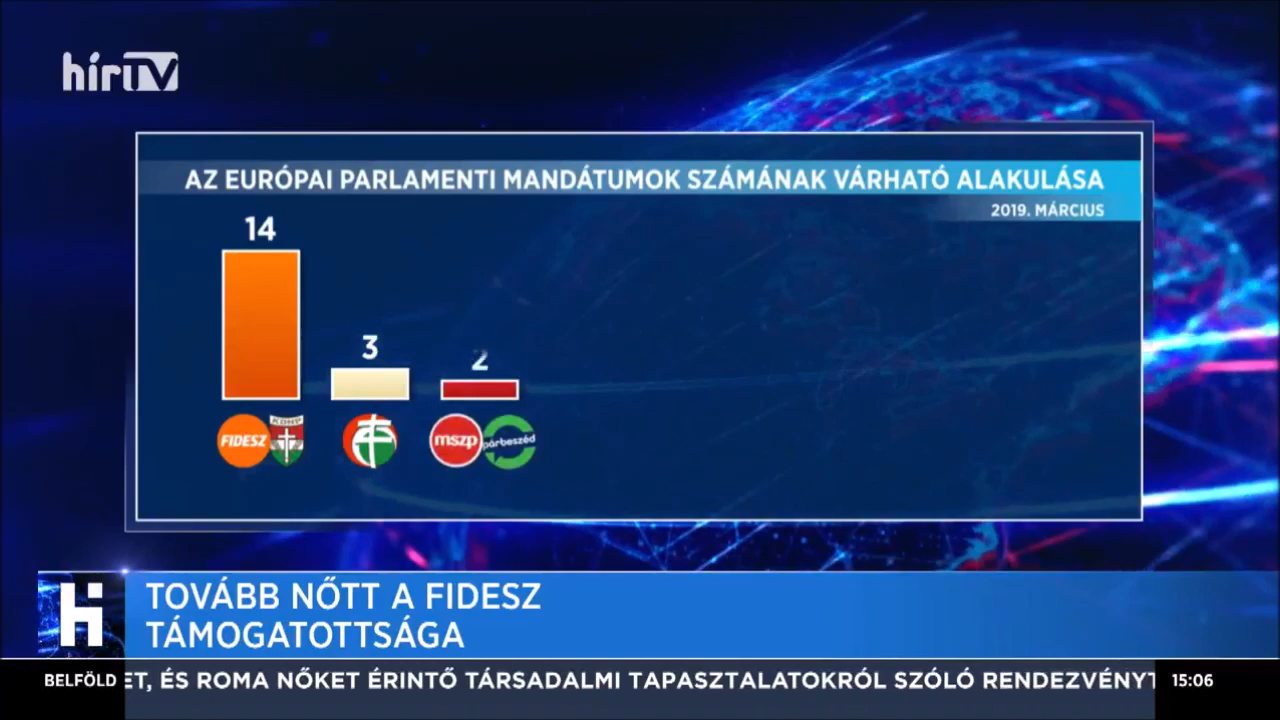 hírTV
AZ EURÓPAI PARLAMENTI MANDÁTUMOK SZÁMÁNAK VÁRHATÓ ALAKULÁSA
2019. MÁRCIUS
14
3
2
FIDESZ
KDNP
mszp
párbeszéd
H
TOVÁBB NŐTT A FIDESZ
TÁMOGATOTTSÁGA
BELFÖLD ET, ÉS ROMA NŐKET ÉRINTŐ TÁRSADALMI TAPASZTALATOKRÓL SZÓLÓ RENDEZVÉNYT 15:06